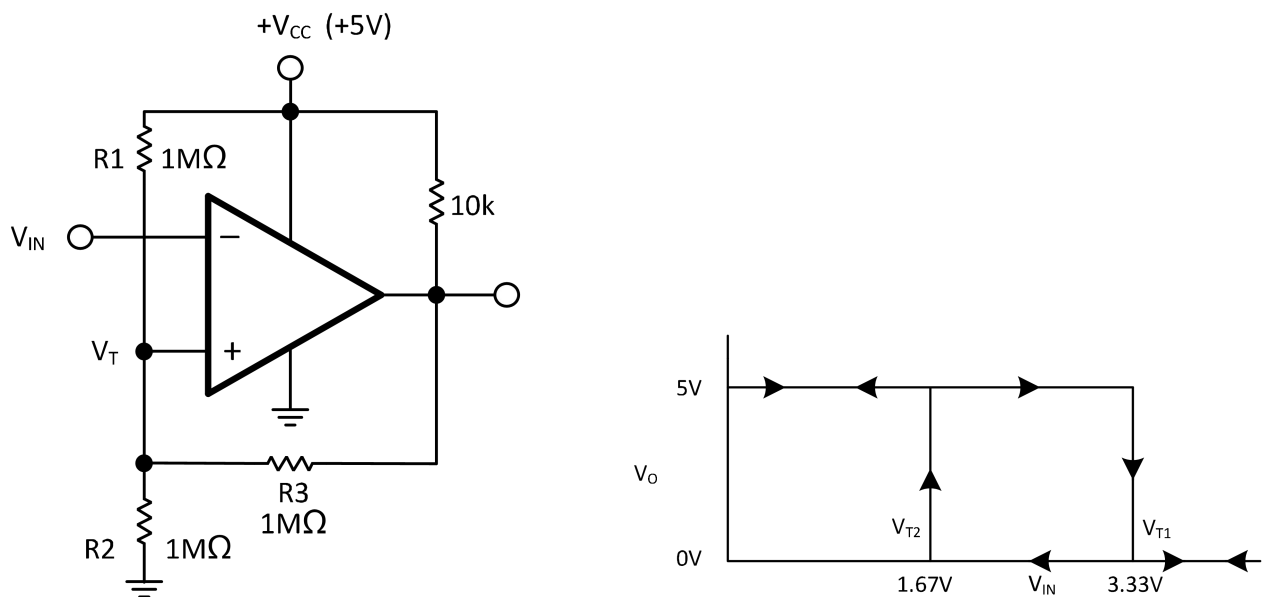 +VCC (+5V)
R1 1MΩ
10k
VIN
−
VT
+
R3
1MΩ
R2 1MΩ
5V
VO
VT2
VT1
0V
1.67V VIN 3.33V